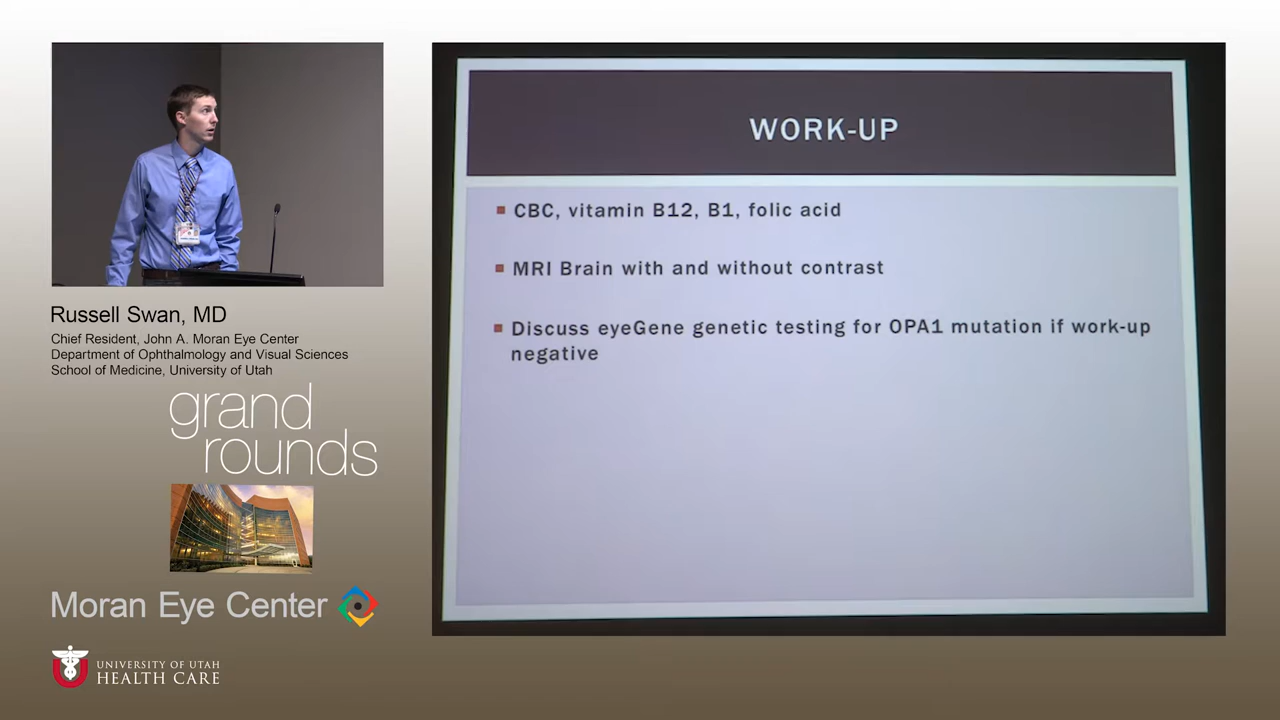 Russell Swan, MD
Chief Resident, John A. Moran Eye Center
Department of Ophthalmology and Visual Sciences
School of Medicine, University of Utah
grand
rounds
Moran Eye Center
UNIVERSITY OF UTAH
HEALTH CARE
WORK-UP
CBC, vitamin B12, B1, folic acid
MRI Brain with and without contrast
Discuss eyeGene genetic testing for OPA1 mutation if work-up
negative